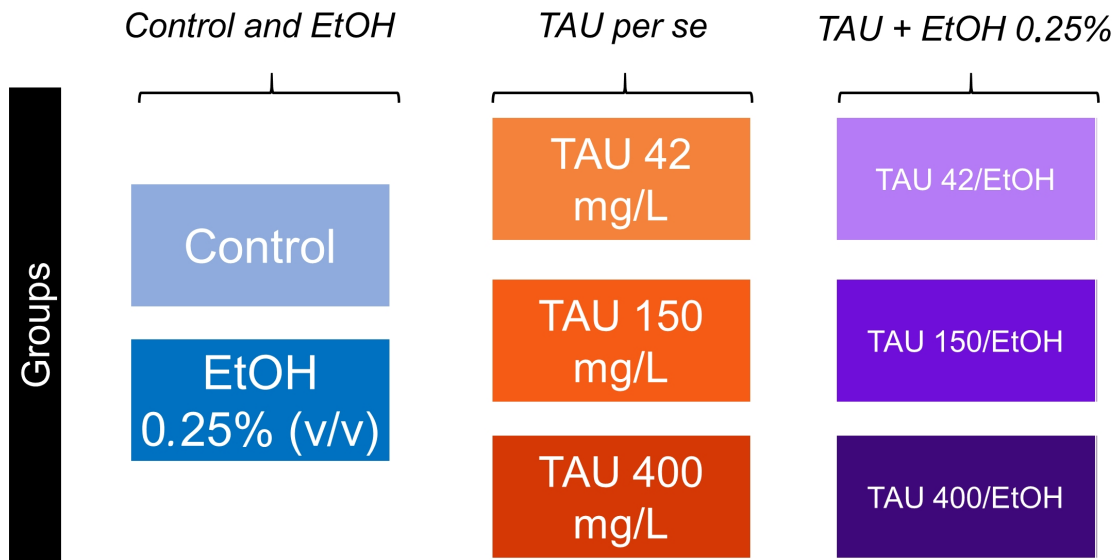 Control and EtOH
TAU per se
TAU + EtOH 0.25%
Groups
Control
EtOH
0.25% (v/v)
TAU 42
mg/L
TAU 150
mg/L
TAU 400
mg/L
TAU 42/EtOH
TAU 150/EtOH
TAU 400/EtOH